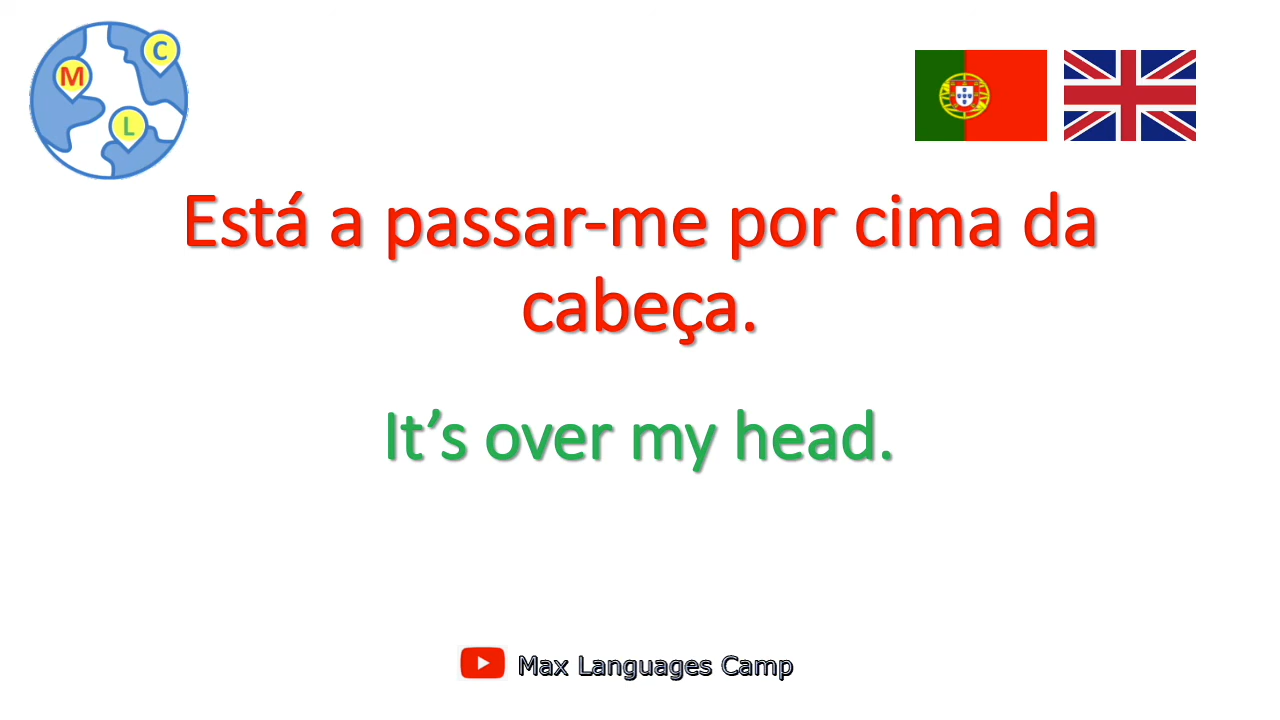 C
M
L
Está a passar-me por cima da
cabeça.
It’s over my head.
Max Languages Camp